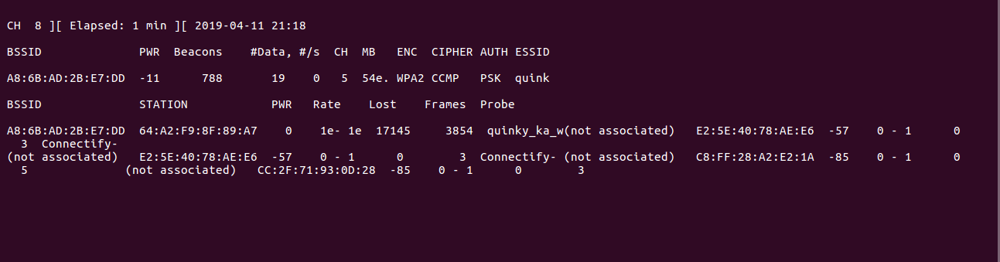 CH  8 ][ Elapsed: 1 min ][ 2019-04-11 21:18
BSSID              PWR  Beacons    #Data, #/s  CH  MB   ENC  CIPHER AUTH ESSID
A8:6B:AD:2B:E7:DD  -11      788       19    0   5  54e. WPA2 CCMP   PSK  quink
BSSID              STATION            PWR   Rate    Lost    Frames  Probe
A8:6B:AD:2B:E7:DD  64:A2:F9:8F:89:A7    0    1e- 1e  17145     3854  quinky_ka_w(not associated)   E2:5E:40:78:AE:E6  -57    0 - 1      0
3  Connectify-
(not associated)   E2:5E:40:78:AE:E6  -57    0 - 1      0        3  Connectify- (not associated)   C8:FF:28:A2:E2:1A  -85    0 - 1      0
5              (not associated)   CC:2F:71:93:0D:28  -85    0 - 1      0        3